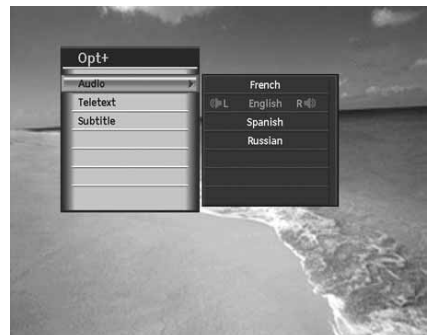 Opt+
Audio
Teletext
Subtitle
French
L English R
Spanish
Russian